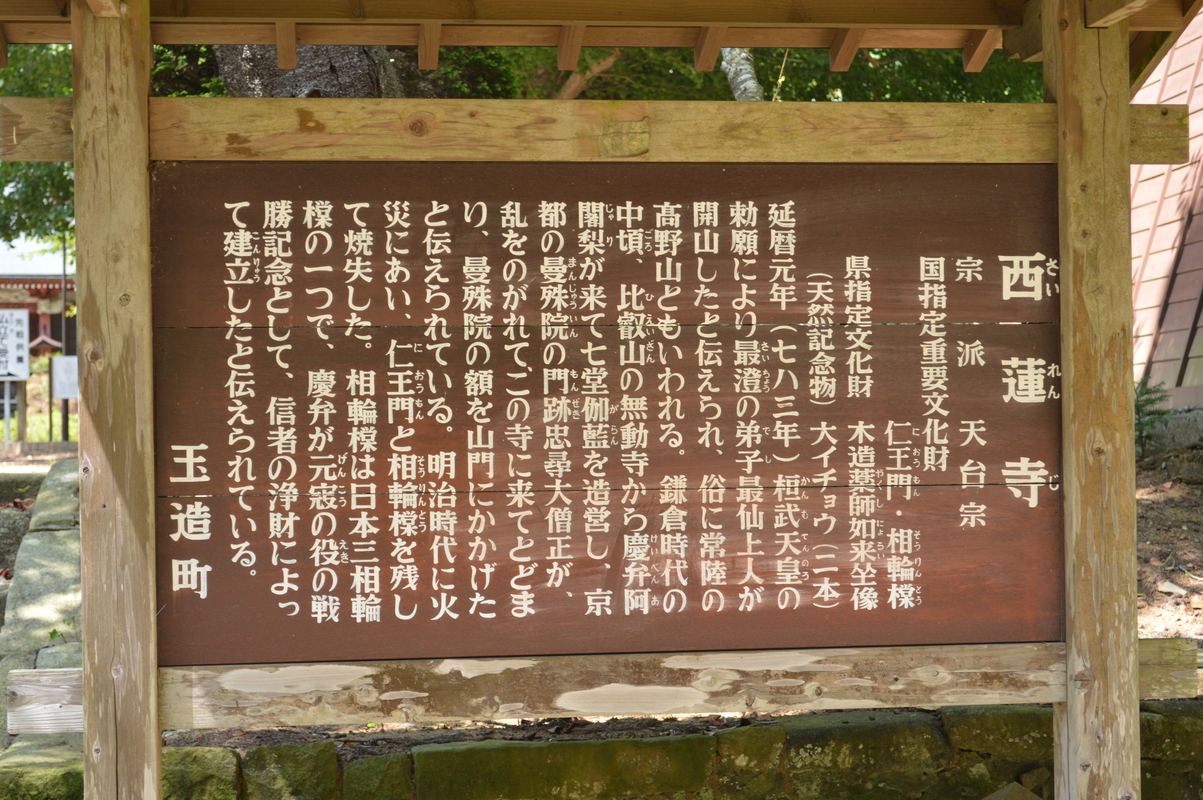 西蓮寺
宗派 天台宗
国指定重要文化財
仁王門・相輪橖
県指定文化財 木造薬師如来坐像
（天然記念物）大イチョウ（二本）
延暦元年（七八三年）桓武天皇の
勅願により最澄の弟子最仙上人が
開山したと伝えられ、俗に常陸の
高野山ともいわれる。鎌倉時代の
中頃、比叡山の無動寺から慶弁阿
闍梨が来て七堂伽藍を造営し、京
都の曼殊院の門跡忠尋大僧正が、
乱をのがれて、この寺に来てとどま
り、曼殊院の額を山門にかかげた
と伝えられている。明治時代に火
災にあい、仁王門と相輪橖を残し
て焼失した。相輪橖は日本三相輪
橖の一つで、慶弁が元寇の役の戦
勝記念として、信者の浄財によっ
て建立したと伝えられている。
玉造町